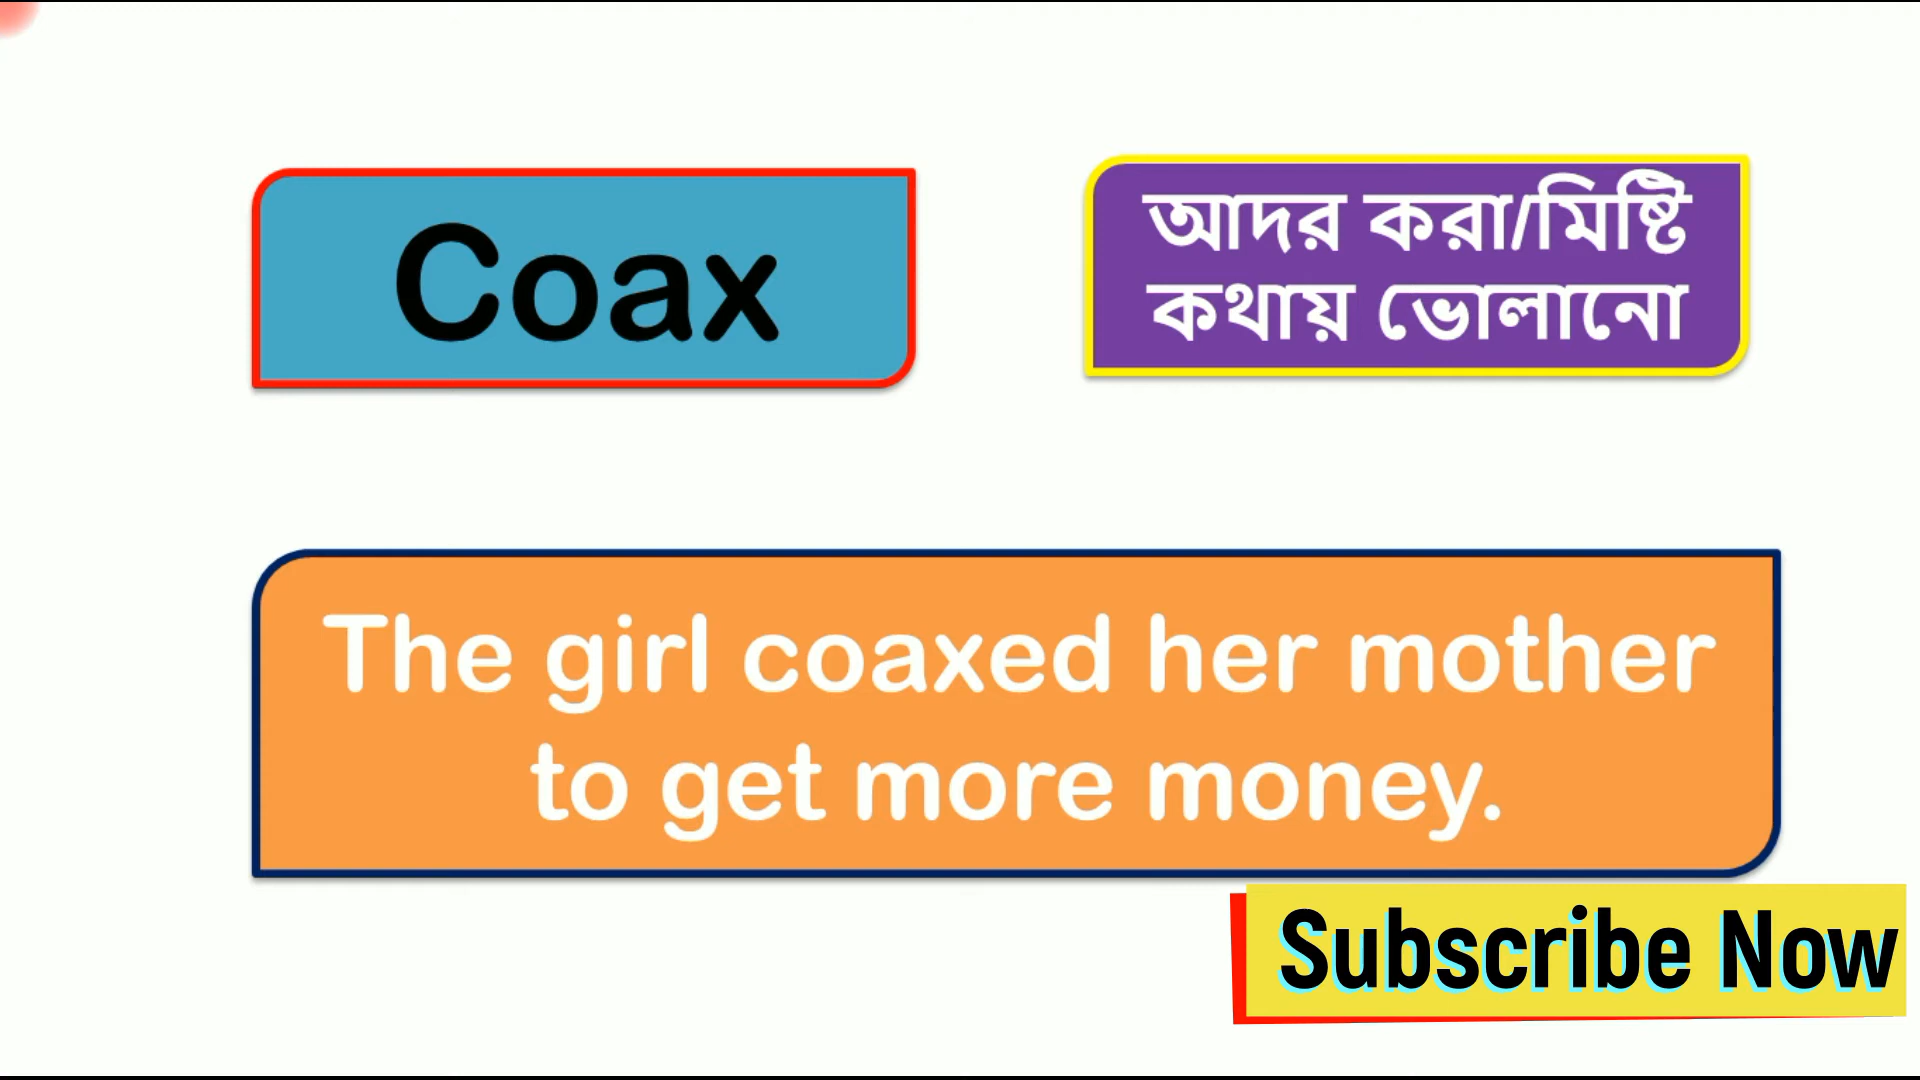 Coax
আদর করা/মিষ্টি
কথায় ভোলানো
The girl coaxed her mother
to get more money.
Subscribe Now